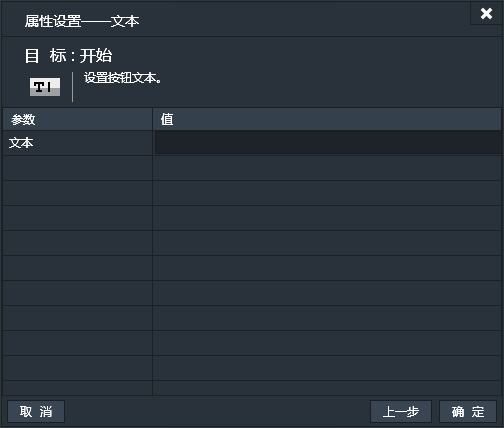 属性设置——文本
目 标:开始
TI
设置按钮文本。
参数 值
文本
取 消 上一步 确 定